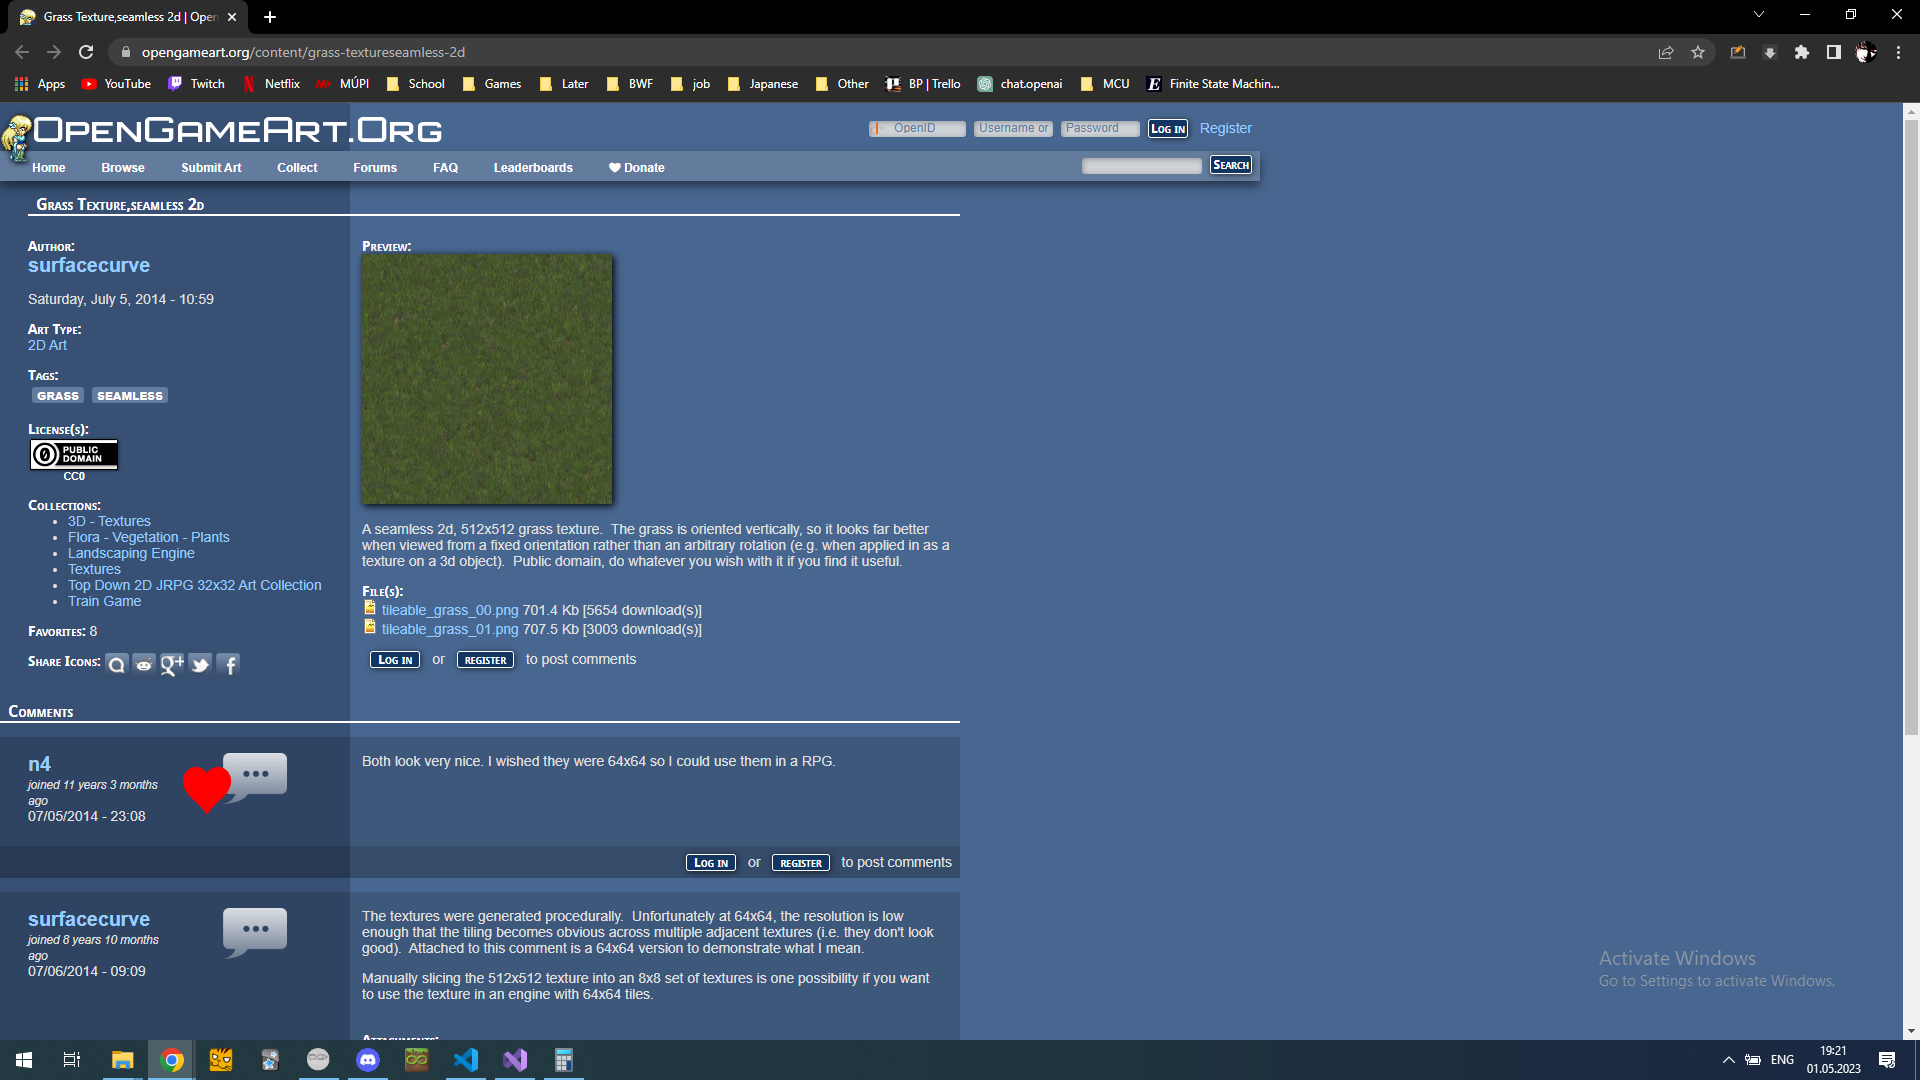 Grass Texture,seamless 2d | Open
opengameart.org/content/grass-textureseamless-2d
Apps YouTube Twitch Netflix MÚPI School Games Later BWF job Japanese Other BP | Trello chat.openai MCU Finite State Machin...
OpenGameArt.Org
OpenID Username or Password Log in Register
Home Browse Submit Art Collect Forums FAQ Leaderboards Donate Search
Grass Texture,seamless 2d
Author:
surfacecurve
Saturday, July 5, 2014 - 10:59
Art Type:
2D Art
Tags:
GRASS SEAMLESS
License(s):
PUBLIC
DOMAIN
CC0
Collections:
3D - Textures
Flora - Vegetation - Plants
Landscaping Engine
Textures
Top Down 2D JRPG 32x32 Art Collection
Train Game
Favorites: 8
Share Icons:
Preview:
A seamless 2d, 512x512 grass texture.  The grass is oriented vertically, so it looks far better
when viewed from a fixed orientation rather than an arbitrary rotation (e.g. when applied in as a
texture on a 3d object).  Public domain, do whatever you wish with it if you find it useful.
File(s):
tileable_grass_00.png 701.4 Kb [5654 download(s)]
tileable_grass_01.png 707.5 Kb [3003 download(s)]
Log in or register to post comments
Comments
n4
joined 11 years 3 months
ago
07/05/2014 - 23:08
Both look very nice. I wished they were 64x64 so I could use them in a RPG.
Log in or register to post comments
surfacecurve
joined 8 years 10 months
ago
07/06/2014 - 09:09
The textures were generated procedurally.  Unfortunately at 64x64, the resolution is low
enough that the tiling becomes obvious across multiple adjacent textures (i.e. they don't look
good).  Attached to this comment is a 64x64 version to demonstrate what I mean.
Manually slicing the 512x512 texture into an 8x8 set of textures is one possibility if you want
to use the texture in an engine with 64x64 tiles.
Attachments:
Activate Windows
Go to Settings to activate Windows.
ENG
19:21
01.05.2023